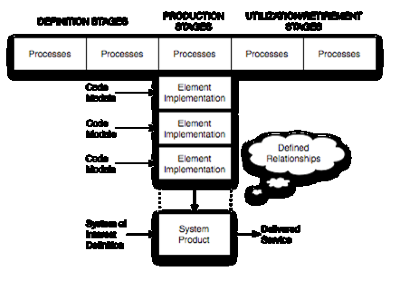 DEFINITION STAGES
PRODUCTION
STAGES
UTILIZATION/RETIREMENT
STAGES
Processes Processes Processes Processes Processes
Code
Module
Element
Implementation
Code
Module
Element
Implementation
Code
Module
Element
Implementation
Defined
Relationships
System of
Interest
Definition
System
Product
Delivered
Service